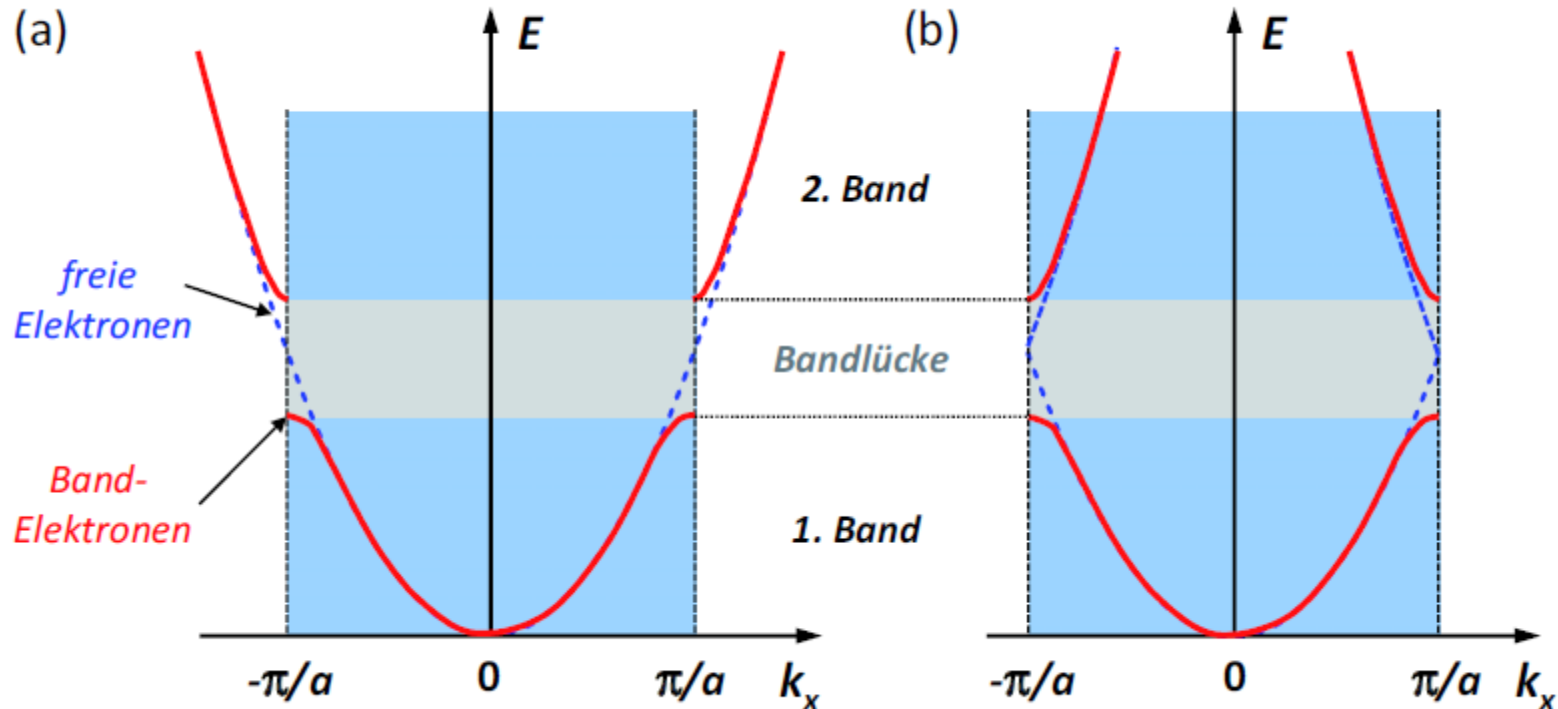 (a)
E
(b)
E
2. Band
freie
Elektronen
Bandlücke
Band-
Elektronen
1. Band
-π/a
0
π/a
kₓ
-π/a
0
π/a
kₓ